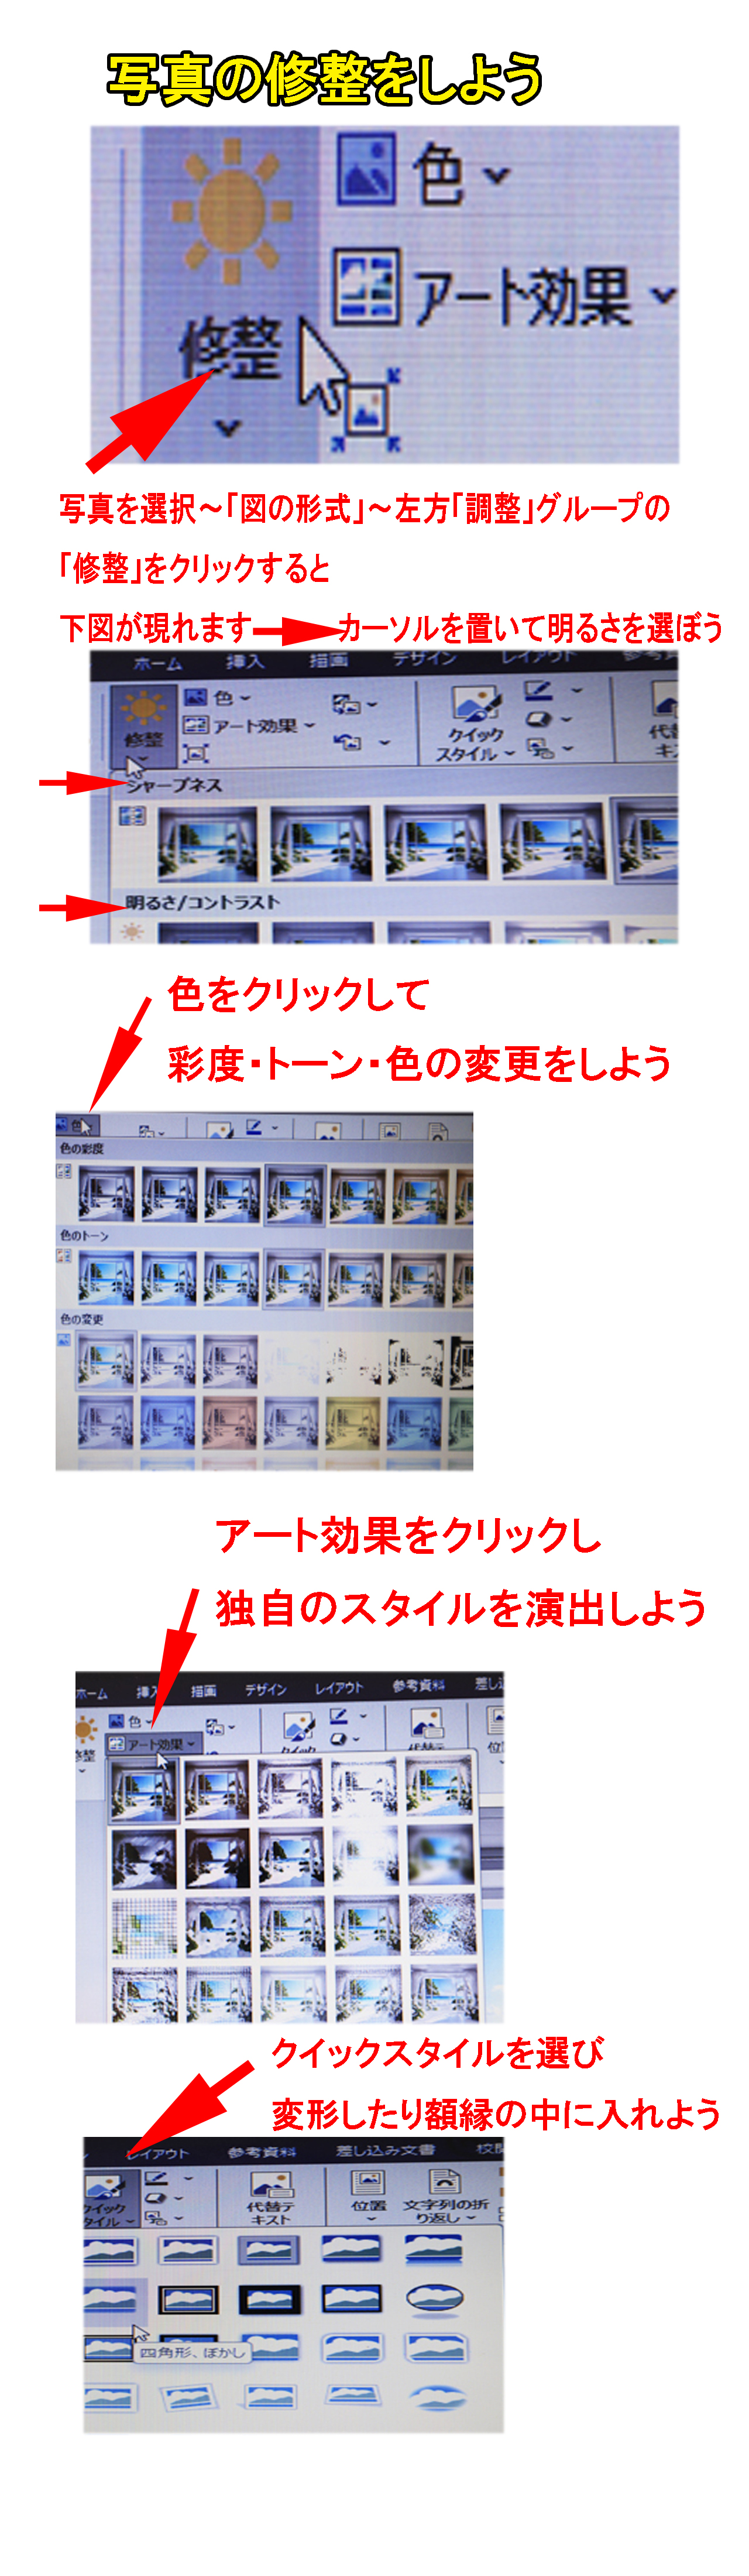 写真の修整をしよう
色
アート効果
修整
写真を選択～「図の形式」～左方「調整」グループの
「修整」をクリックすると
下図が現れます
カーソルを置いて明るさを選ぼう
ホーム 挿入 描画 デザイン レイアウト 参考資
修整
色
アート効果
クイック
スタイル
代替
キス
シャープネス
明るさ/コントラスト
色をクリックして
彩度・トーン・色の変更をしよう
色
色の彩度
色のトーン
色の変更
アート効果をクリックし
独自のスタイルを演出しよう
ホーム 挿入 描画 デザイン レイアウト 参考資料 差し込
色
アート効果
修整
クイックスタイルを選び
変形したり額縁の中に入れよう
レイアウト 参考資料 差し込み文書 校閲
クイック
スタイル
代替テ
キスト
位置
文字列の折
り返し
四角形、ぼかし